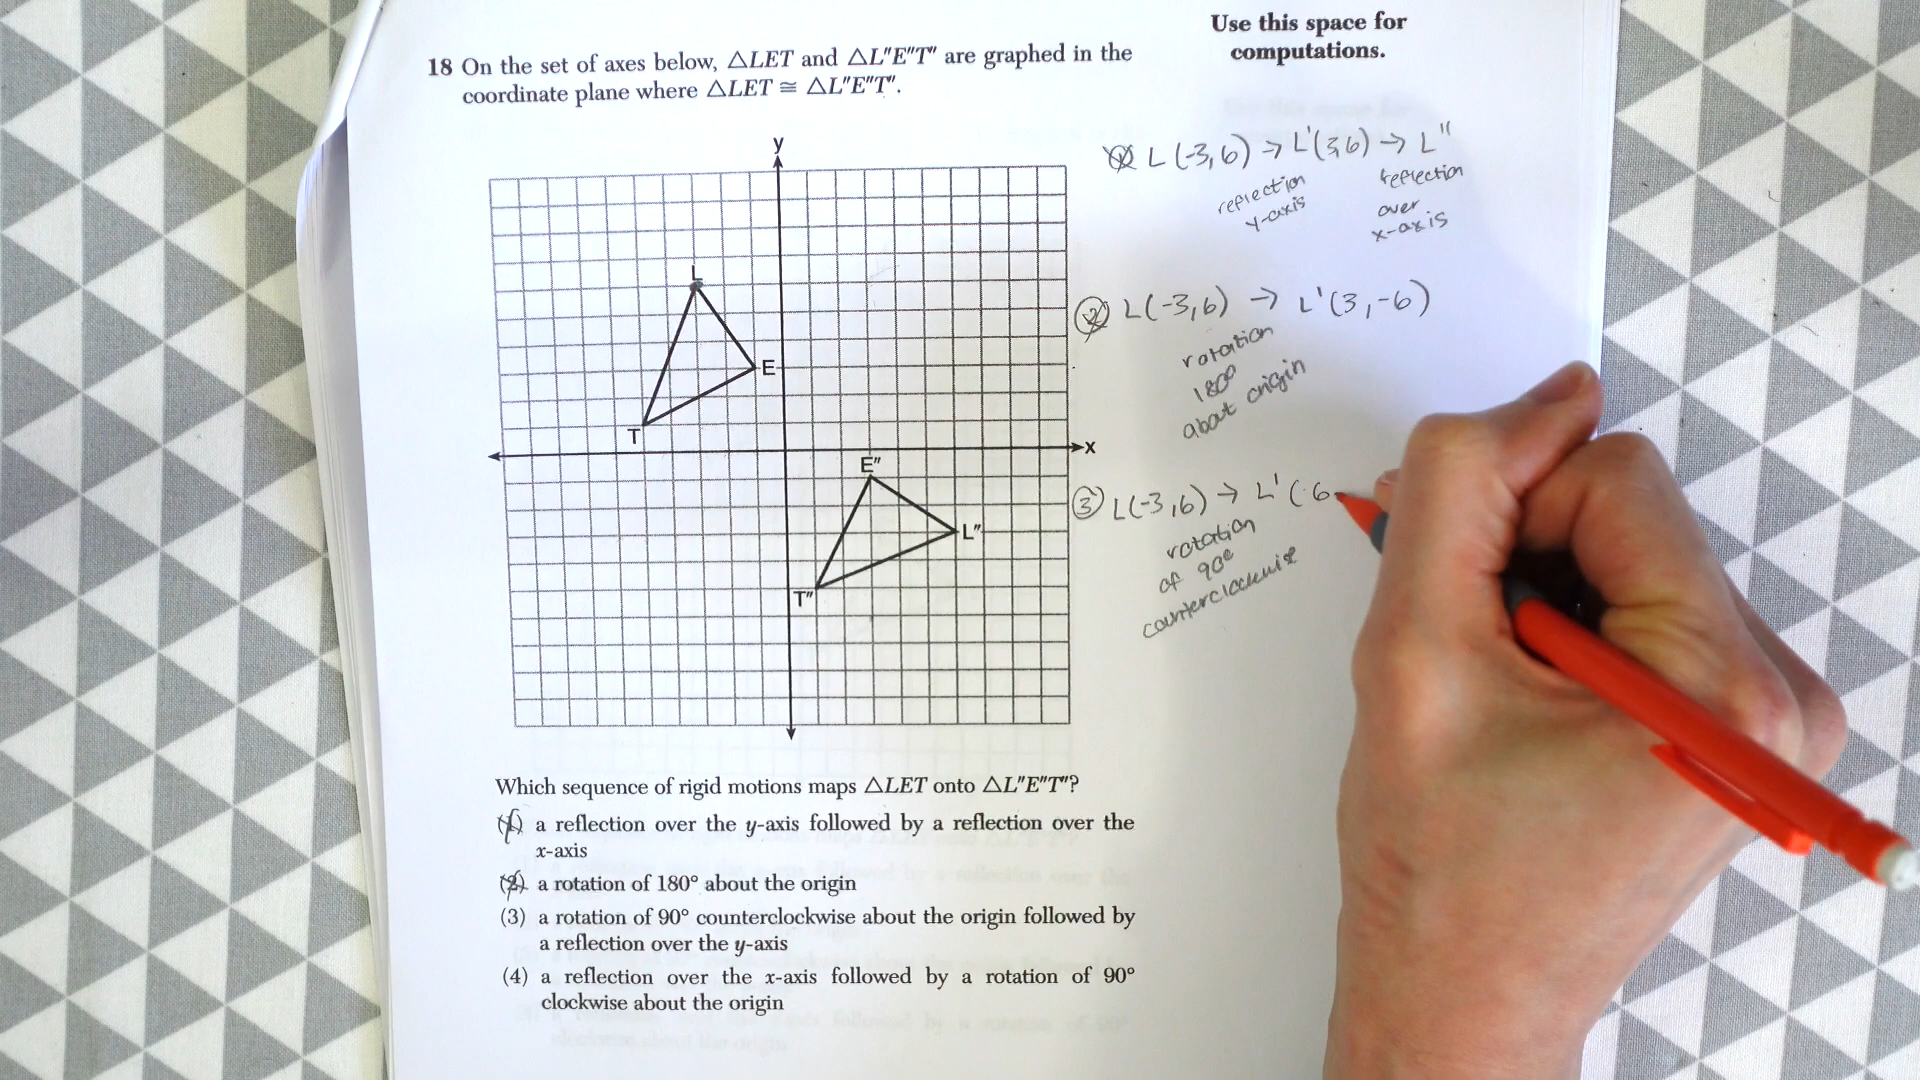 Use this space for
computations.
18 On the set of axes below, △LET and △L″E″T″ are graphed in the
coordinate plane where △LET ≅ △L″E″T″.
y
L
E
T
x
E″
L″
T″
① L (-3,6) → L'(3,6) → L''
reflection
y-axis
reflection
over
x-axis
② L(-3,6) → L'(3,-6)
rotation
180°
about origin
③ L(-3,6) → L' (-6
rotation
of 90°
counterclockwise
Which sequence of rigid motions maps △LET onto △L″E″T″?
(1) a reflection over the y-axis followed by a reflection over the
x-axis
(2) a rotation of 180° about the origin
(3) a rotation of 90° counterclockwise about the origin followed by
a reflection over the y-axis
(4) a reflection over the x-axis followed by a rotation of 90°
clockwise about the origin